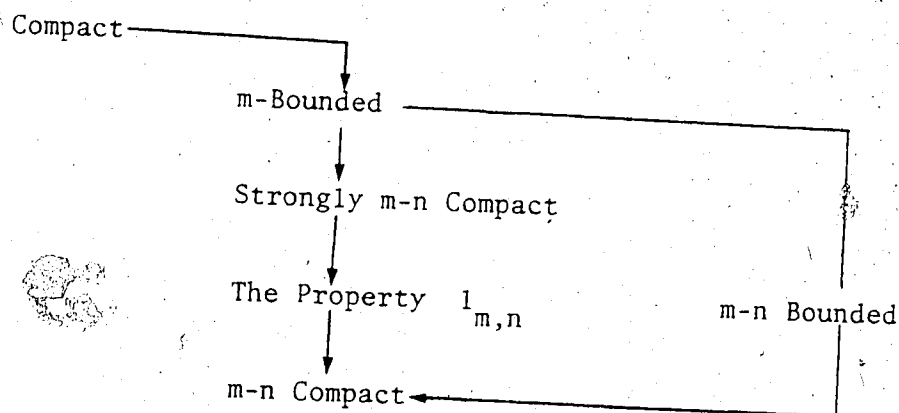 Compact
m-Bounded
Strongly m-n Compact
The Property 1m,n
m-n Bounded
m-n Compact